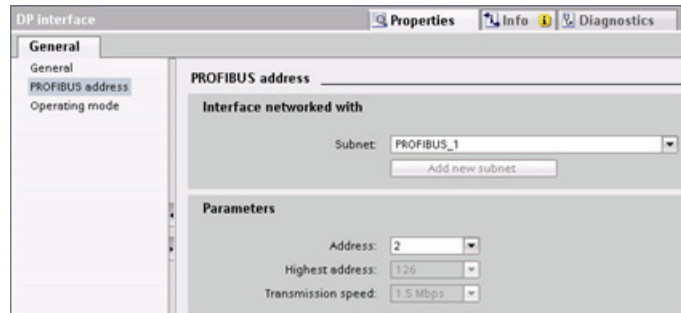 DP interface
Properties Info Diagnostics
General
General
PROFIBUS address
Operating mode
PROFIBUS address
Interface networked with
Subnet: PROFIBUS_1
Add new subnet
Parameters
Address: 2
Highest address: 126
Transmission speed: 1.5 Mbps